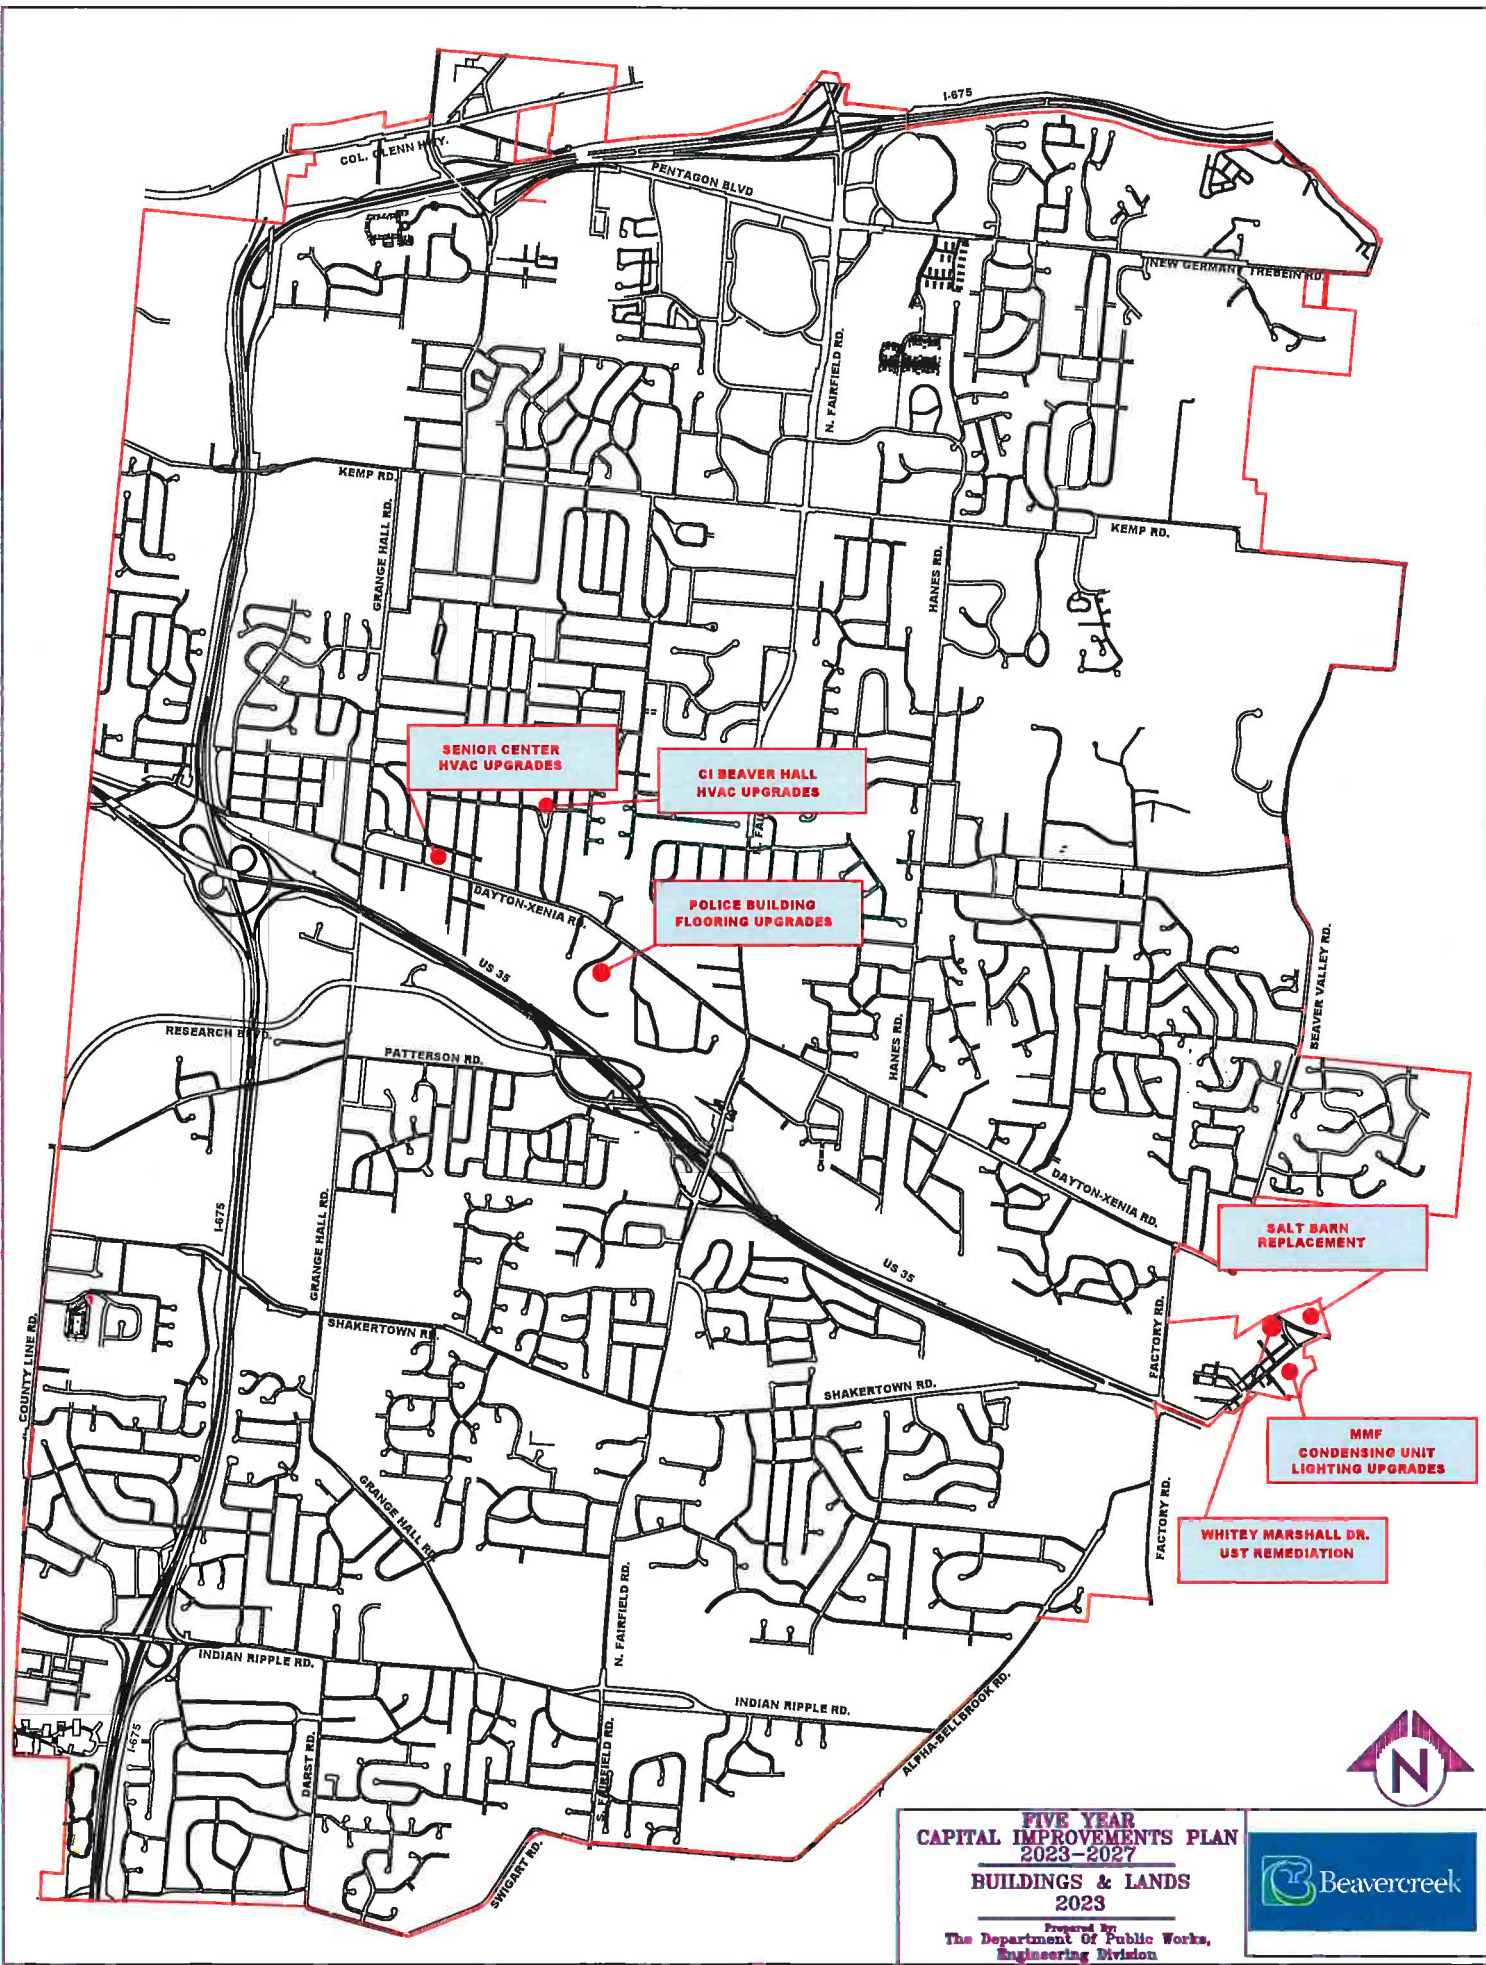 I-675
COL. GLENN HWY.
PENTAGON BLVD
NEW GERMANY TREBEIN RD.
N. FAIRFIELD RD.
KEMP RD.
GRANGE HALL RD.
KEMP RD.
HANES RD.
SENIOR CENTER
HVAC UPGRADES
CI BEAVER HALL
HVAC UPGRADES
DAYTON-XENIA RD.
POLICE BUILDING
FLOORING UPGRADES
US 35
BEAVER VALLEY RD.
RESEARCH BLVD.
PATTERSON RD.
HANES RD.
DAYTON-XENIA RD.
I-675
GRANGE HALL RD.
SALT BARN
REPLACEMENT
US 35
COUNTY LINE RD.
SHAKERTOWN RD.
FACTORY RD.
SHAKERTOWN RD.
MMF
CONDENSING UNIT
LIGHTING UPGRADES
GRANGE HALL RD.
FACTORY RD.
WHITEY MARSHALL DR.
UST REMEDIATION
N. FAIRFIELD RD.
INDIAN RIPPLE RD.
INDIAN RIPPLE RD.
ALPHA-BELLBROOK RD.
I-675
DARST RD.
S. FAIRFIELD RD.
SWIGART RD.
N
FIVE YEAR
CAPITAL IMPROVEMENTS PLAN
2023-2027
BUILDINGS & LANDS
2023
Prepared By:
The Department Of Public Works,
Engineering Division
Beavercreek